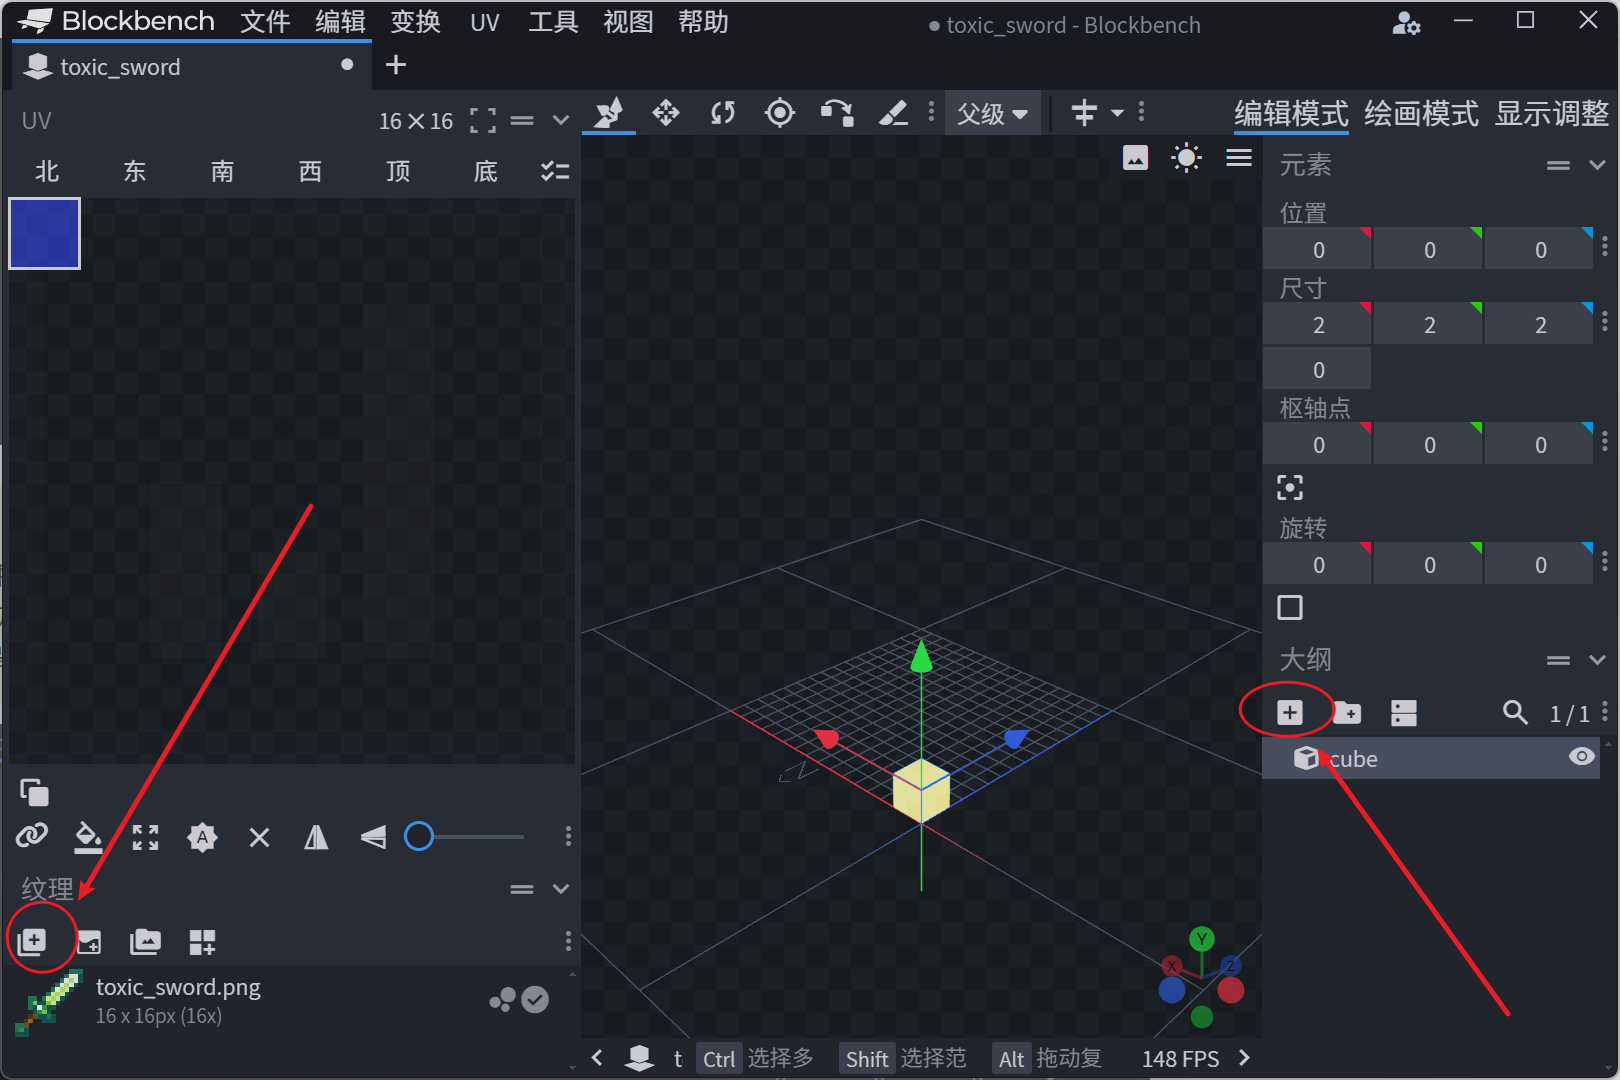 Blockbench 文件 编辑 变换 UV 工具 视图 帮助
toxic_sword - Blockbench
toxic_sword
UV 16×16
北 东 南 西 顶 底
父级
编辑模式 绘画模式 显示调整
元素
位置
0 0 0
尺寸
2 2 2
0
枢轴点
0 0 0
旋转
0 0 0
大纲
1 / 1
cube
A
纹理
toxic_sword.png
16 x 16px (16x)
Y
X
Z
t Ctrl 选择多 Shift 选择范 Alt 拖动复 148 FPS